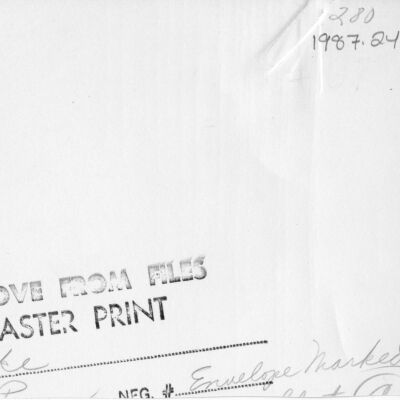 280
1987.24
OVE FROM FILES
ASTER PRINT
NEG. # Envelope Marked